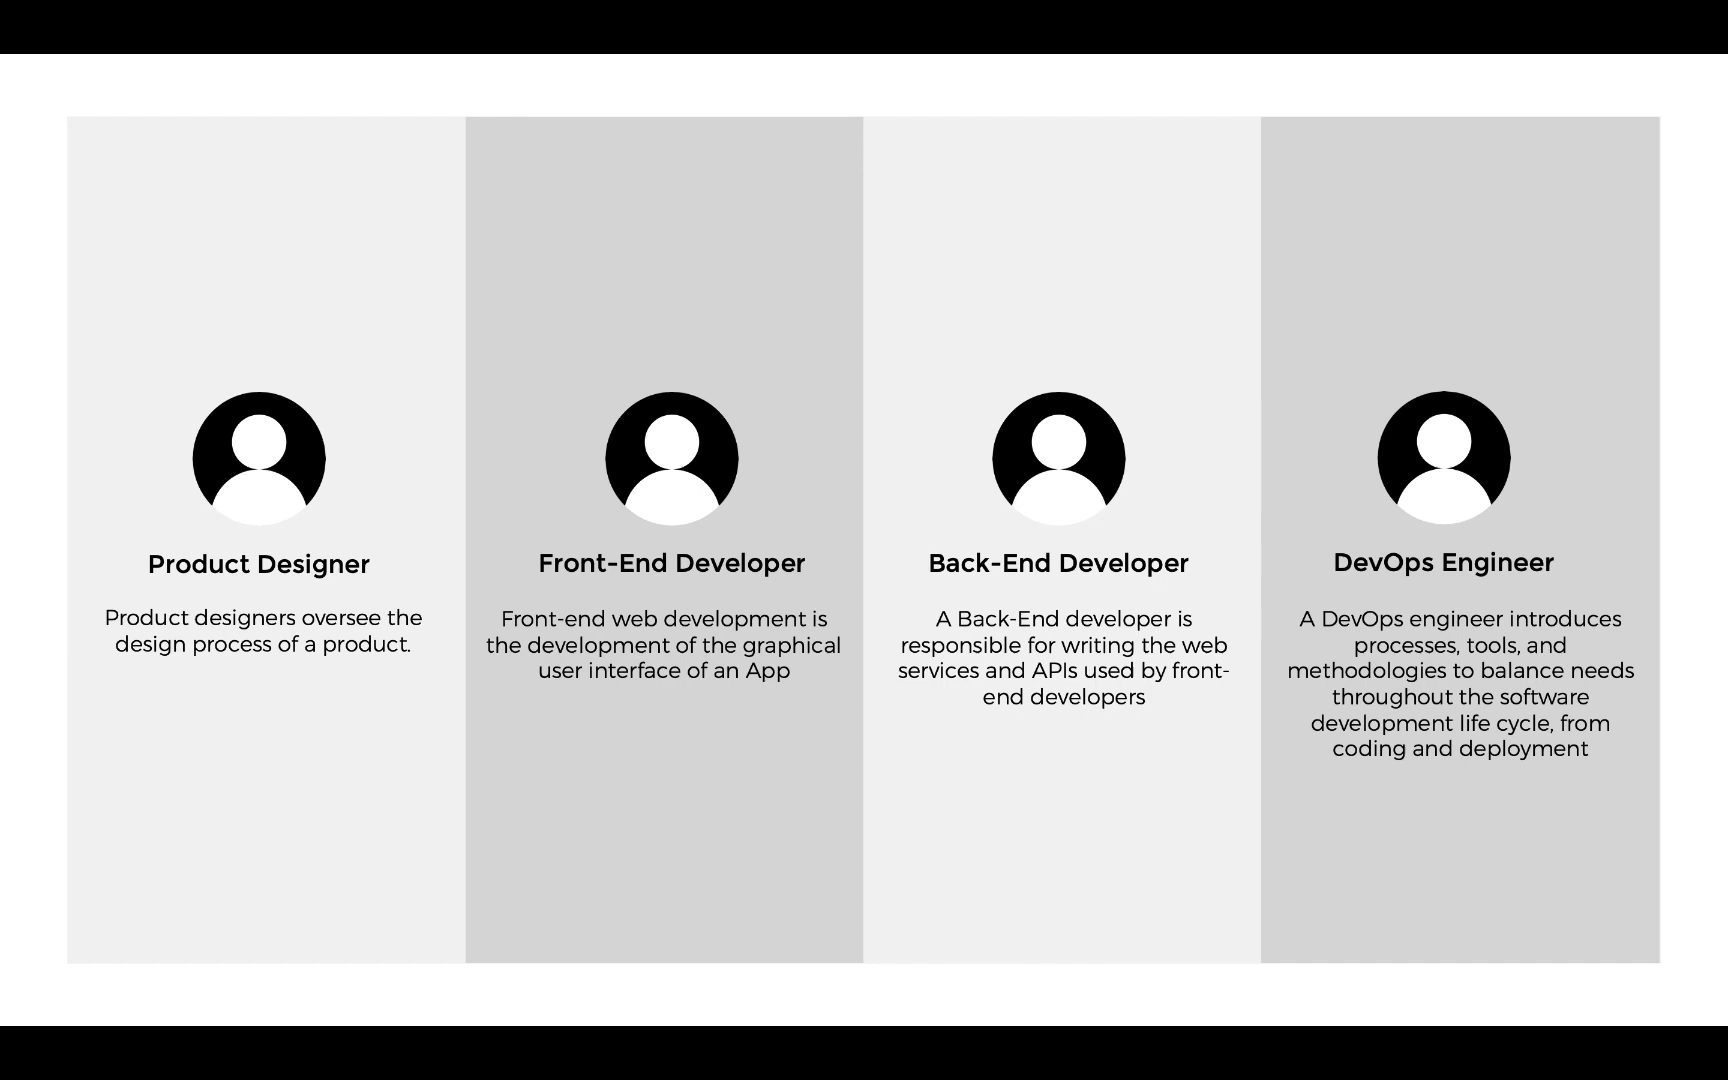 Product Designer
Product designers oversee the
design process of a product.
Front-End Developer
Front-end web development is
the development of the graphical
user interface of an App
Back-End Developer
A Back-End developer is
responsible for writing the web
services and APIs used by front-
end developers
DevOps Engineer
A DevOps engineer introduces
processes, tools, and
methodologies to balance needs
throughout the software
development life cycle, from
coding and deployment